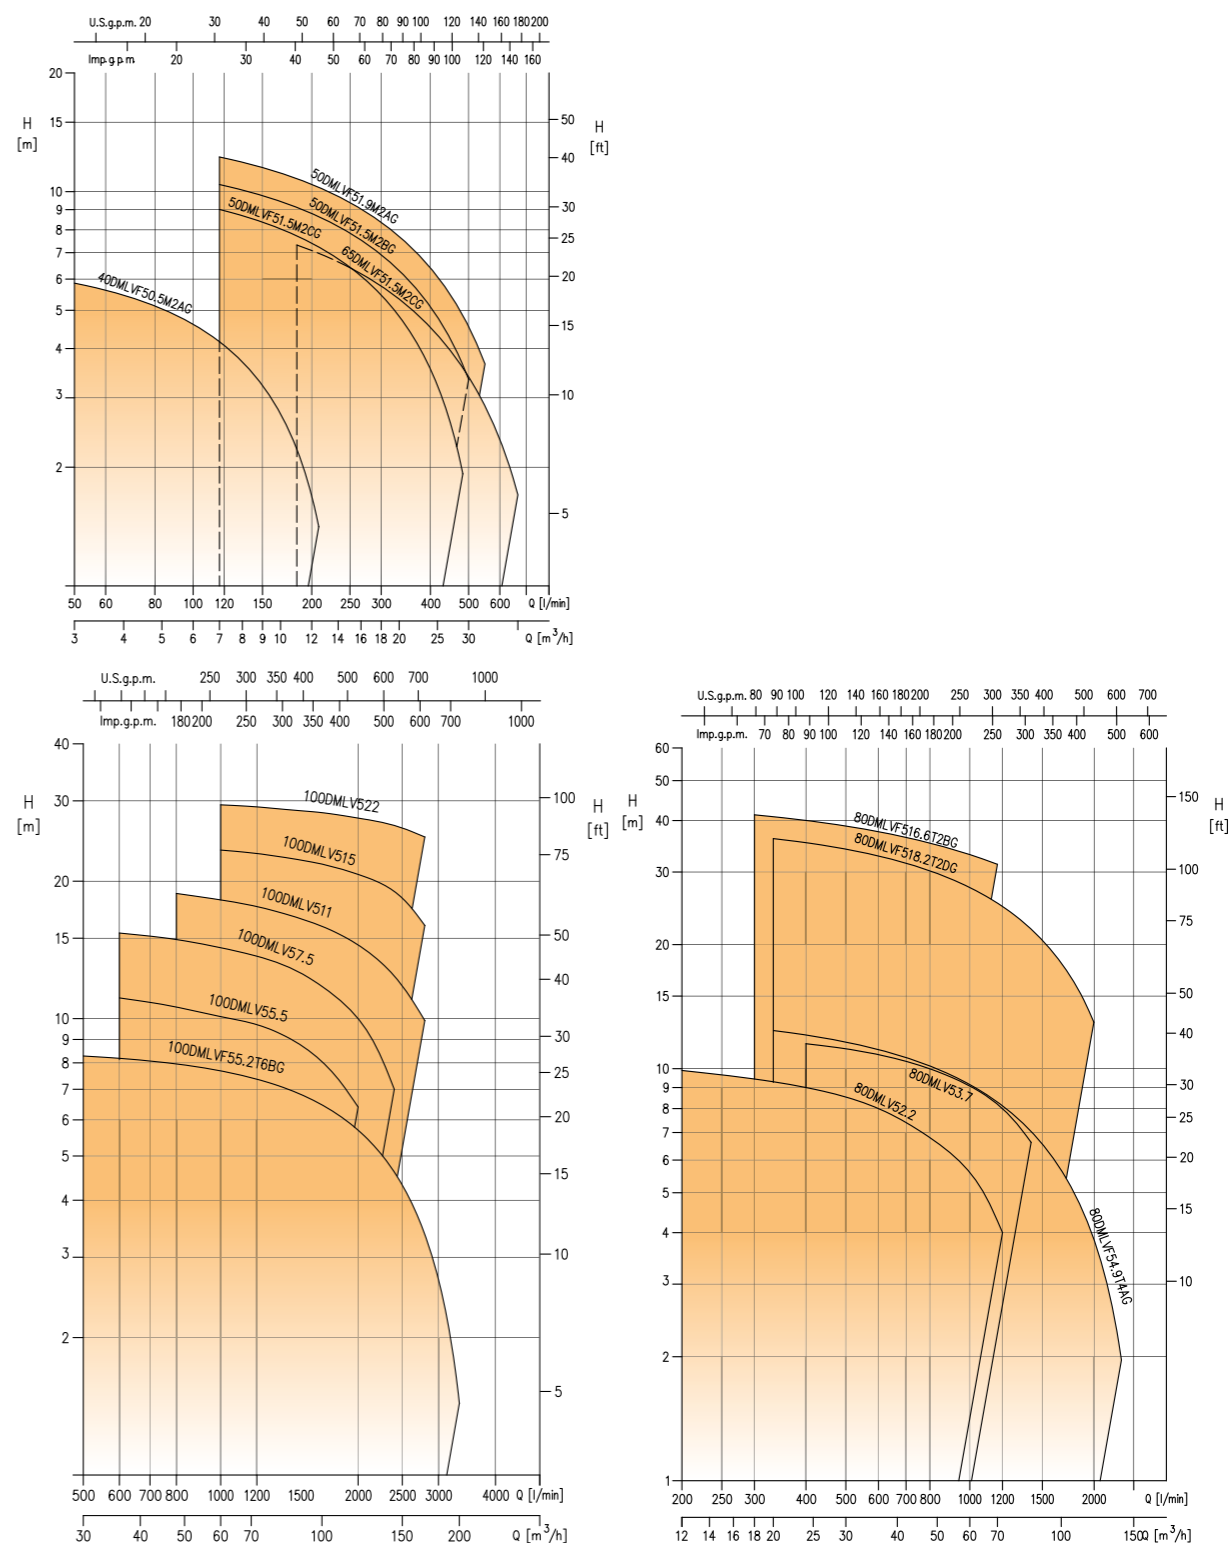 U.S.g.p.m. 20 30 40 50 60 70 80 90 100 120 140 160 180 200
Imp.g.p.m. 20 30 40 50 60 70 80 90 100 120 140 160
H
[m]
20
15
10
9
8
7
6
5
4
3
2
H
[ft]
50
40
30
25
20
15
10
5
50DMLVF51.9M2AG
50DMLVF51.5M2BG
50DMLVF51.5M2CG
65DMLVF51.5M2CG
40DMLVF50.5M2AG
50 60 80 100 120 150 200 250 300 400 500 600 Q [l/min]
3 4 5 6 7 8 9 10 12 14 16 18 20 25 30 Q [m³/h]
U.S.g.p.m. 250 300 350 400 500 600 700 1000
Imp.g.p.m. 180 200 250 300 350 400 500 600 700 1000
H
[m]
40
30
20
15
10
9
8
7
6
5
4
3
2
H
[ft]
100
75
50
40
30
25
20
15
10
5
100DMLV522
100DMLV515
100DMLV511
100DMLV57.5
100DMLV55.5
100DMLVF55.2T6BG
500 600 700 800 1000 1500 2000 3000 4000 Q [l/min]
30 40 50 60 70 100 150 200 Q [m³/h]
U.S.g.p.m. 80 90 100 120 140 160 180 200 250 300 350 400 500 600 700
Imp.g.p.m. 70 80 90 100 120 140 160 180 200 250 300 350 400 500 600
H
[m]
60
50
40
30
20
15
10
9
8
7
6
5
4
3
2
1
H
[ft]
150
100
75
50
40
30
25
20
15
10
80DMLVF516.6T2BG
80DMLVF518.2T2DG
80DMLV53.7
80DMLV52.2
80DMLVF54.9T4AG
200 250 300 400 500 600 700 800 1000 1200 1500 2000 Q [l/min]
12 14 16 18 20 25 30 40 50 60 70 100 150 Q [m³/h]